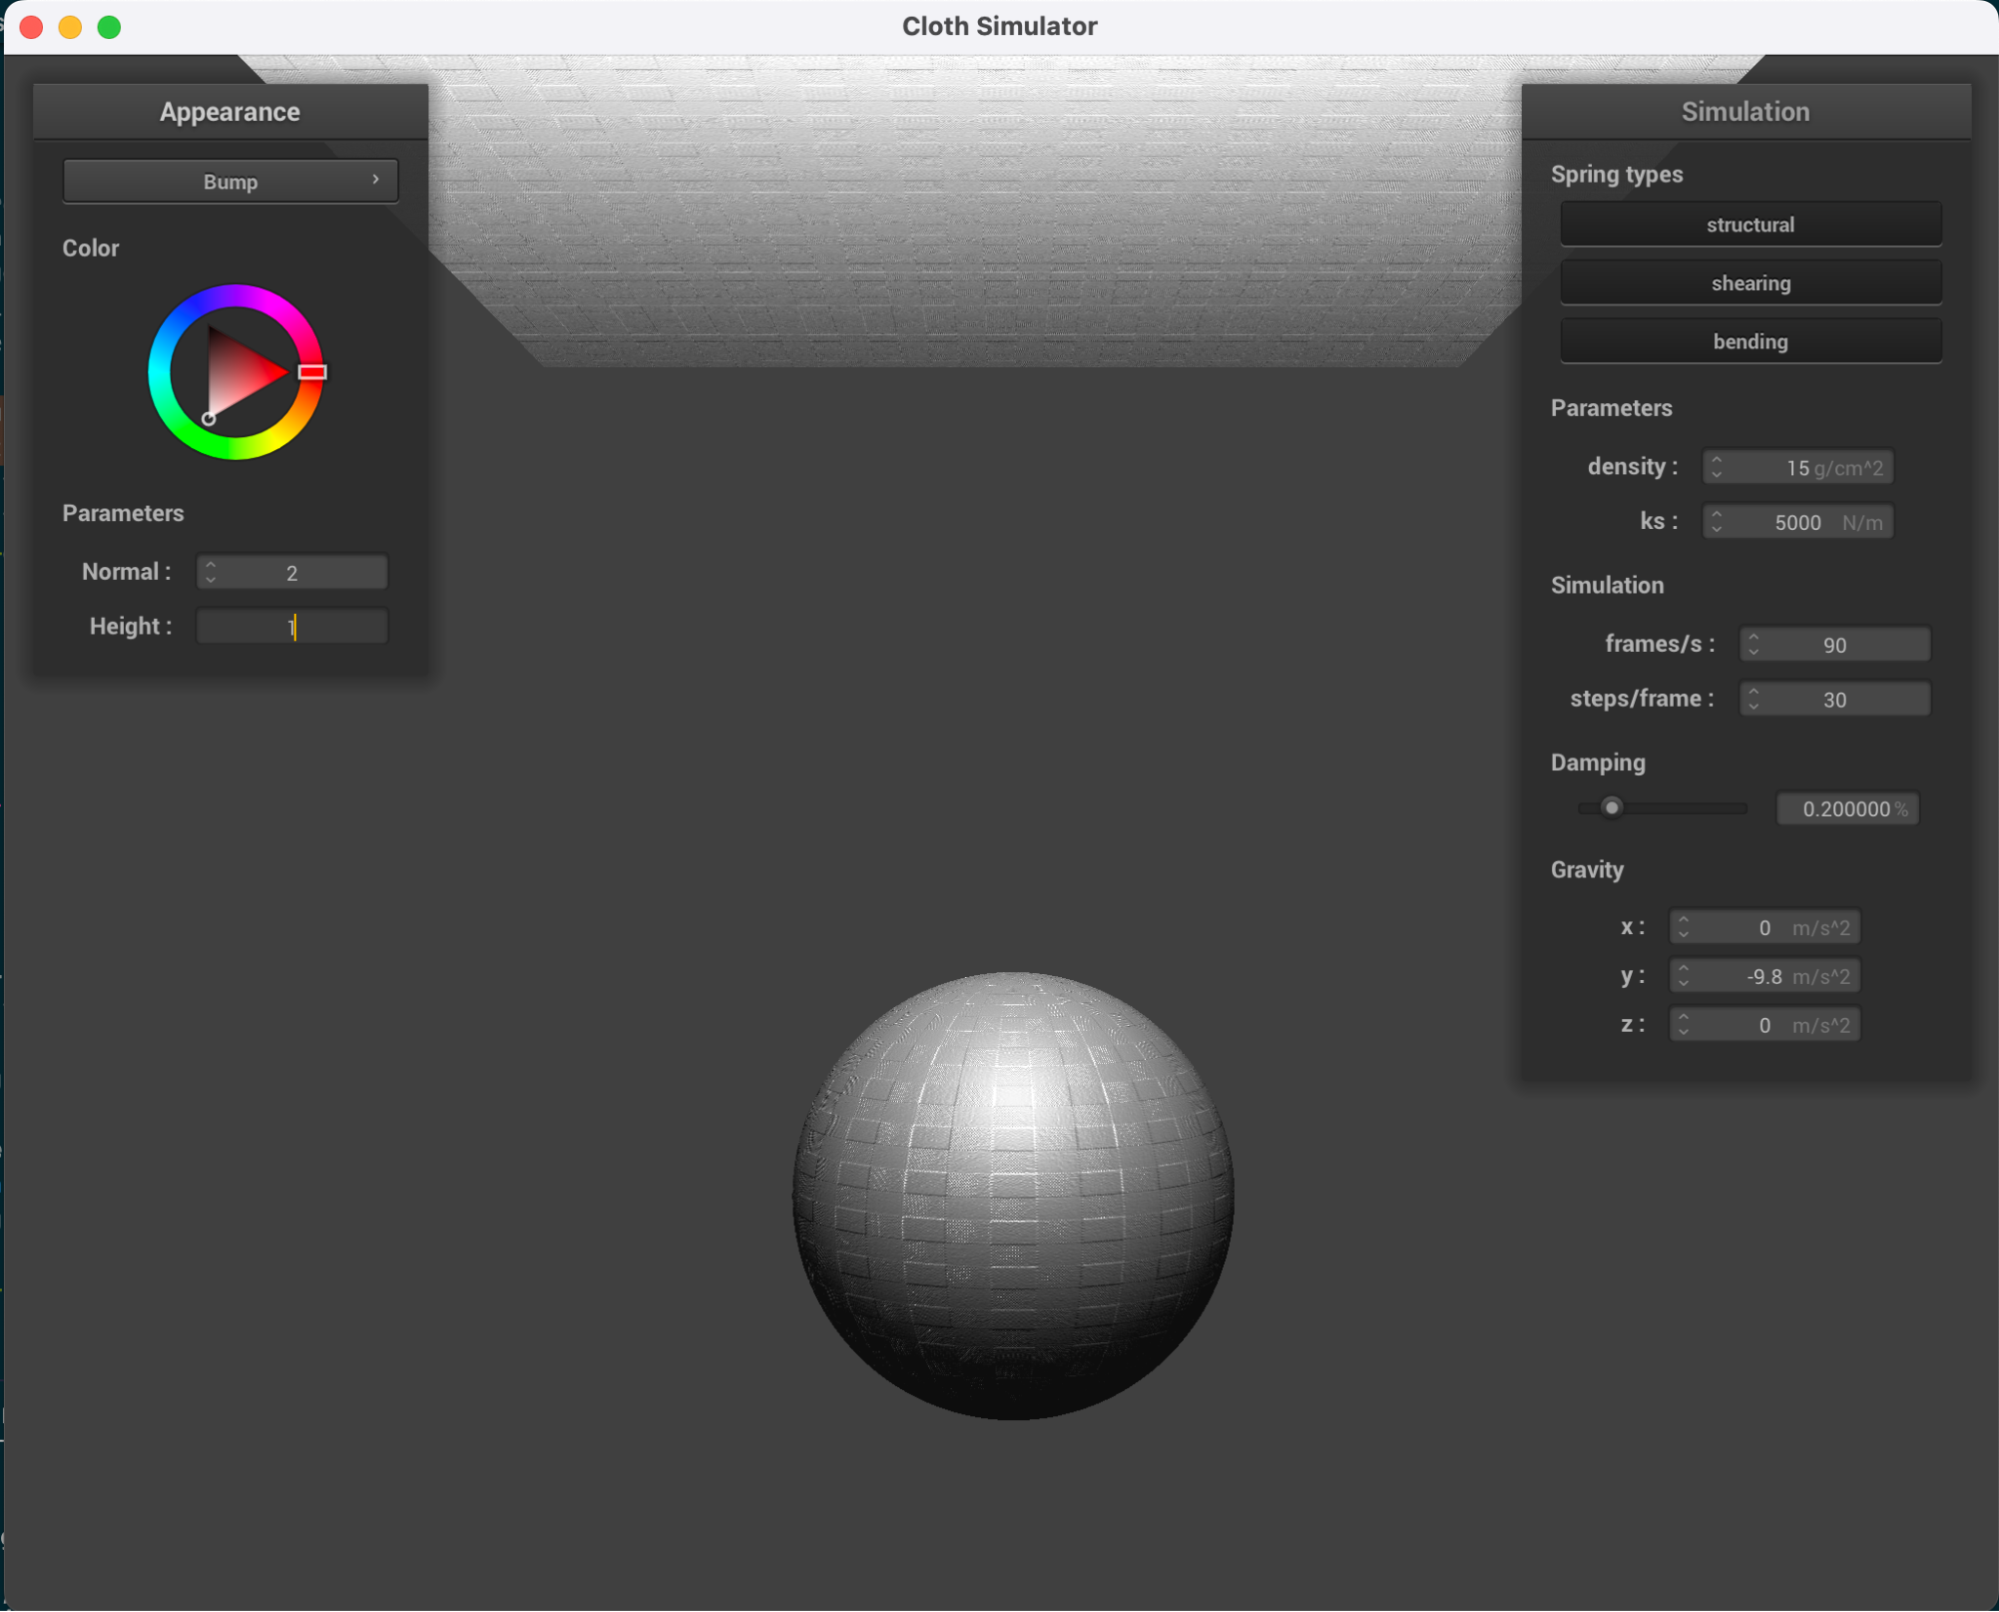 Cloth Simulator
Appearance
Bump
Color
Parameters
Normal : 2
Height : 1
Simulation
Spring types
structural
shearing
bending
Parameters
density : 15 g/cm^2
ks : 5000 N/m
Simulation
frames/s : 90
steps/frame : 30
Damping
0.200000 %
Gravity
x : 0 m/s^2
y : -9.8 m/s^2
z : 0 m/s^2